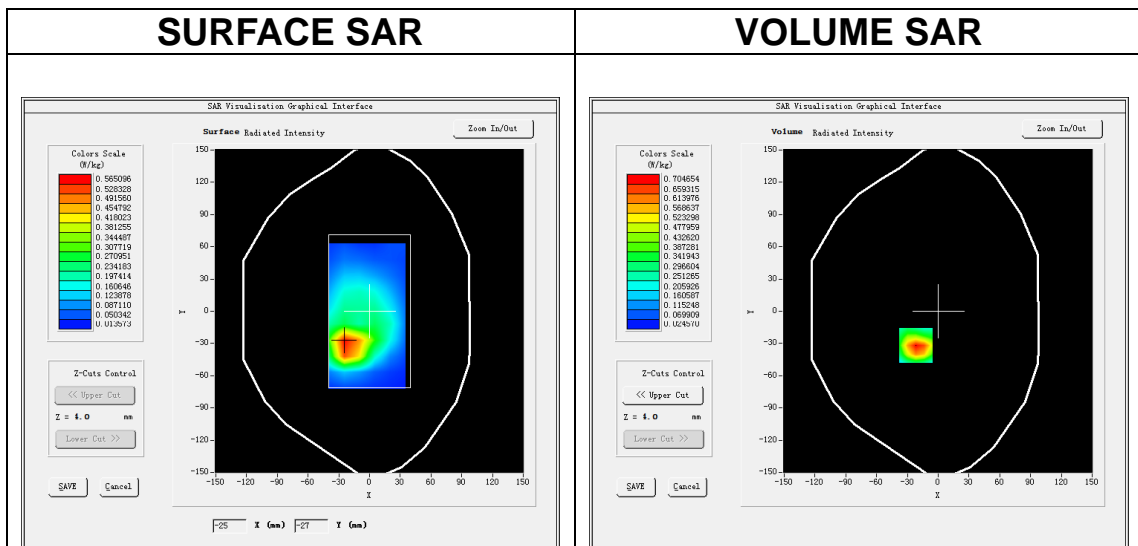 SURFACE SAR
VOLUME SAR
SAR Visualisation Graphical Interface
Surface Radiated Intensity
Zoom In/Out
Colors Scale
(W/kg)
0.565096
0.528328
0.491560
0.454792
0.418023
0.381255
0.344487
0.307719
0.270951
0.234183
0.197414
0.160646
0.123878
0.087110
0.050342
0.013573
150
120
90
60
30
0
-30
-60
-90
-120
-150
Y
-150 -120 -90 -60 -30 0 30 60 90 120 150
X
Z-Cuts Control
<< Upper Cut
Z = 4.0 mm
Lower Cut >>
SAVE
Cancel
-25 X (mm) -27 Y (mm)
SAR Visualisation Graphical Interface
Volume Radiated Intensity
Zoom In/Out
Colors Scale
(W/kg)
0.704654
0.659315
0.613976
0.568637
0.523298
0.477959
0.432620
0.387281
0.341943
0.296604
0.251265
0.205926
0.160587
0.115248
0.069909
0.024570
150
120
90
60
30
0
-30
-60
-90
-120
-150
Y
-150 -120 -90 -60 -30 0 30 60 90 120 150
X
Z-Cuts Control
<< Upper Cut
Z = 4.0 mm
Lower Cut >>
SAVE
Cancel